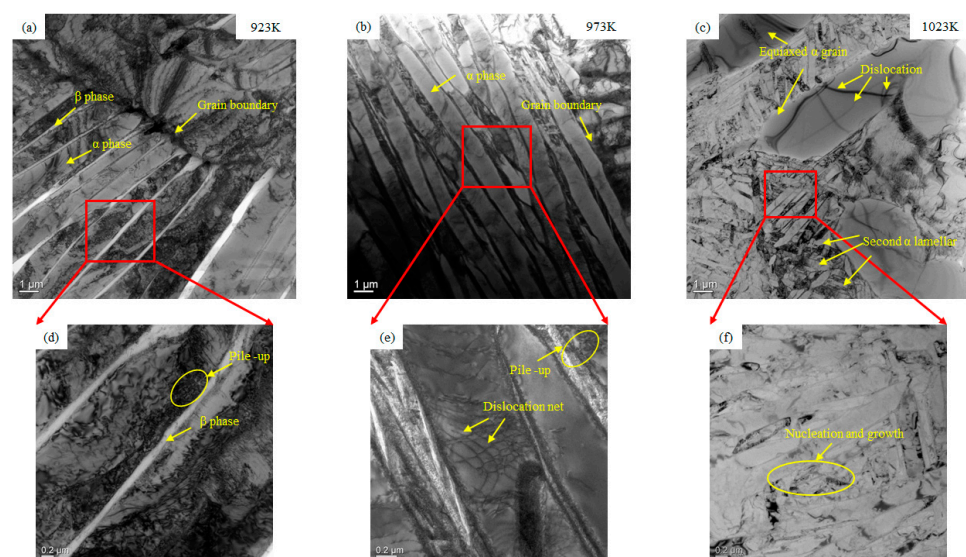 (a)
923K
β phase
α phase
Grain boundary
1 μm
(b)
973K
α phase
Grain boundary
1 μm
(c)
1023K
Equiaxed α grain
Dislocation
Second α lamellar
1 μm
(d)
Pile -up
β phase
0.2 μm
(e)
Pile -up
Dislocation net
0.2 μm
(f)
Nucleation and growth
0.2 μm